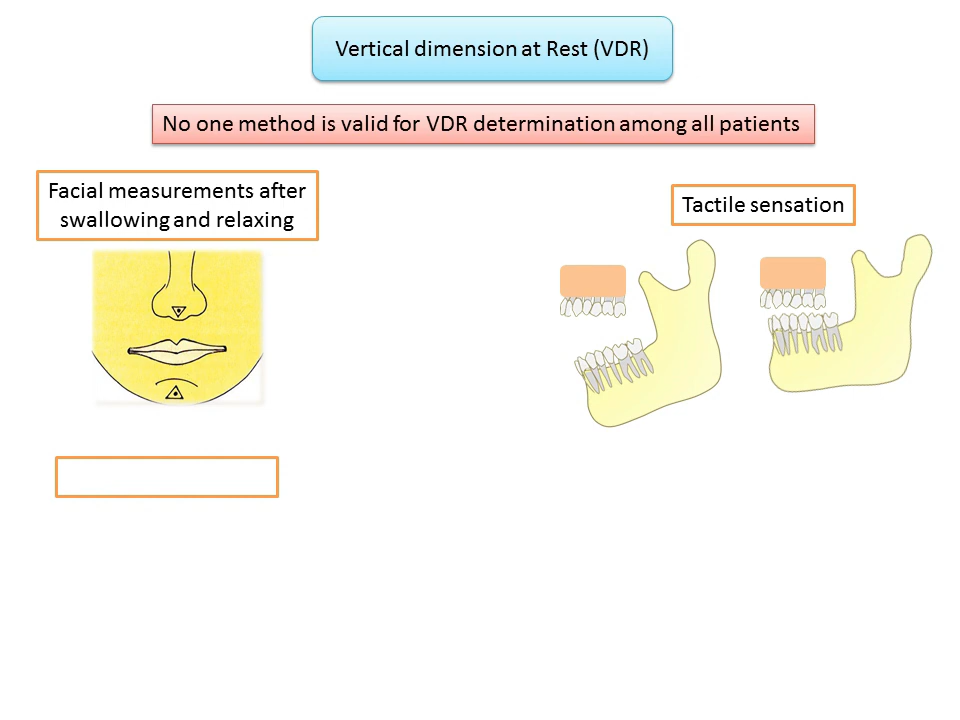 Vertical dimension at Rest (VDR)
No one method is valid for VDR determination among all patients
Facial measurements after
swallowing and relaxing
Tactile sensation